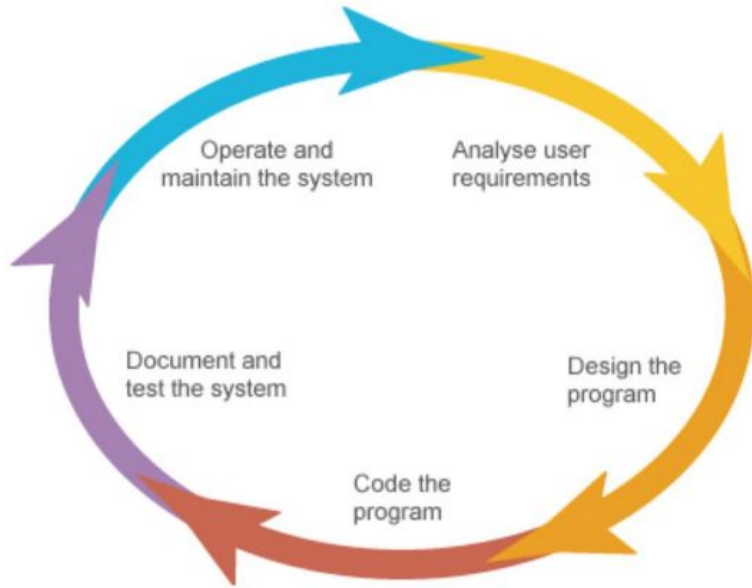 Operate and
maintain the system
Analyse user
requirements
Design the
program
Code the
program
Document and
test the system